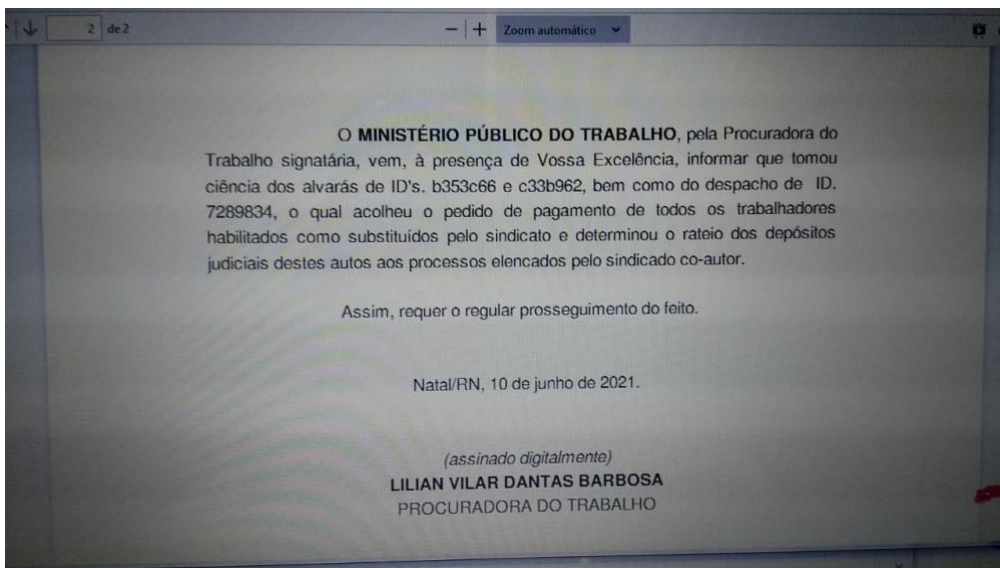 2 de 2 − + Zoom automático
O MINISTÉRIO PÚBLICO DO TRABALHO, pela Procuradora do
Trabalho signatária, vem, à presença de Vossa Excelência, informar que tomou
ciência dos alvarás de ID's. b353c66 e c33b962, bem como do despacho de ID.
7289834, o qual acolheu o pedido de pagamento de todos os trabalhadores
habilitados como substituídos pelo sindicato e determinou o rateio dos depósitos
judiciais destes autos aos processos elencados pelo sindicado co-autor.
Assim, requer o regular prosseguimento do feito.
Natal/RN, 10 de junho de 2021.
(assinado digitalmente)
LILIAN VILAR DANTAS BARBOSA
PROCURADORA DO TRABALHO